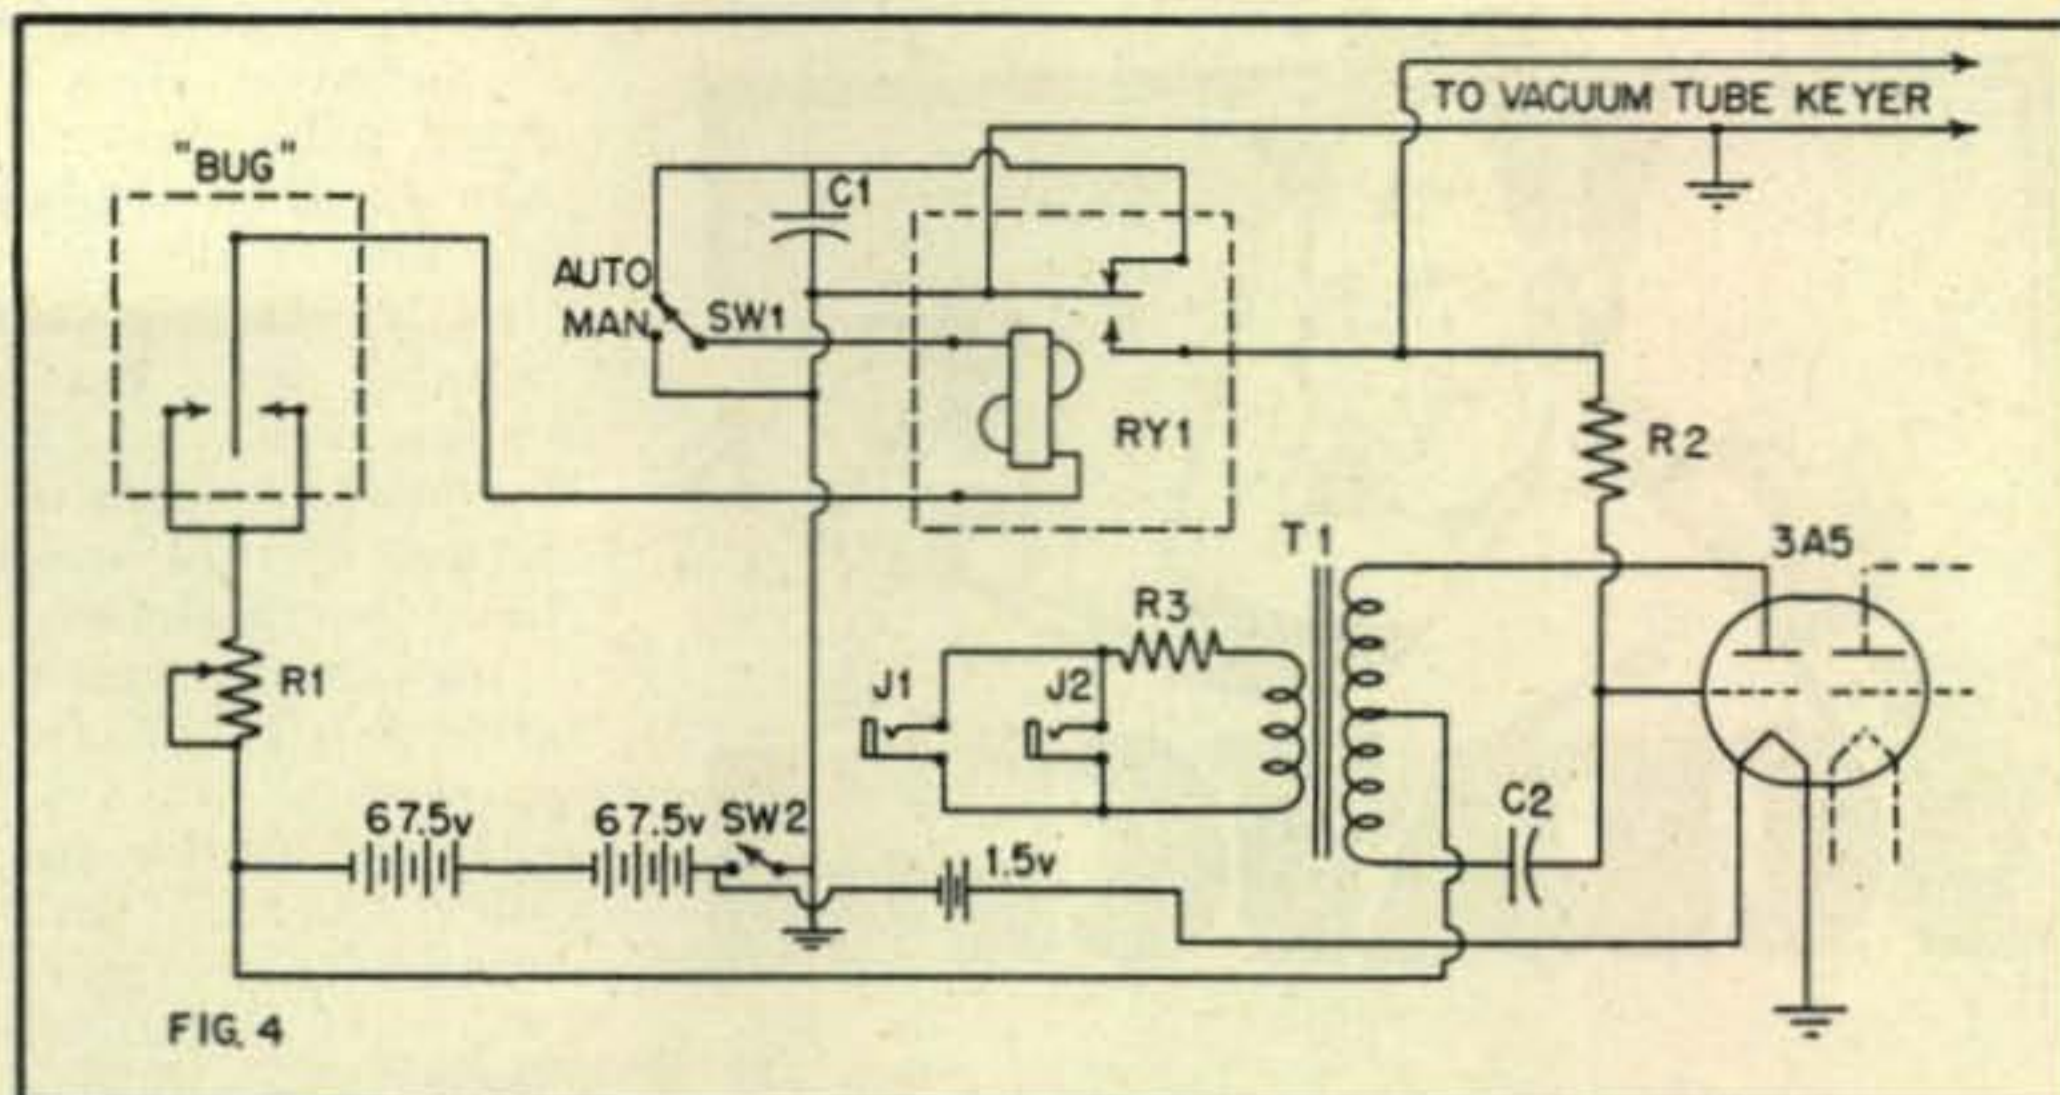 TO VACUUM TUBE KEYER
"BUG"
C1
AUTO
MAN.
SW1
RY1
R2
T1
3A5
R3
J1
J2
R1
67.5v
67.5v
SW2
1.5v
C2
FIG. 4